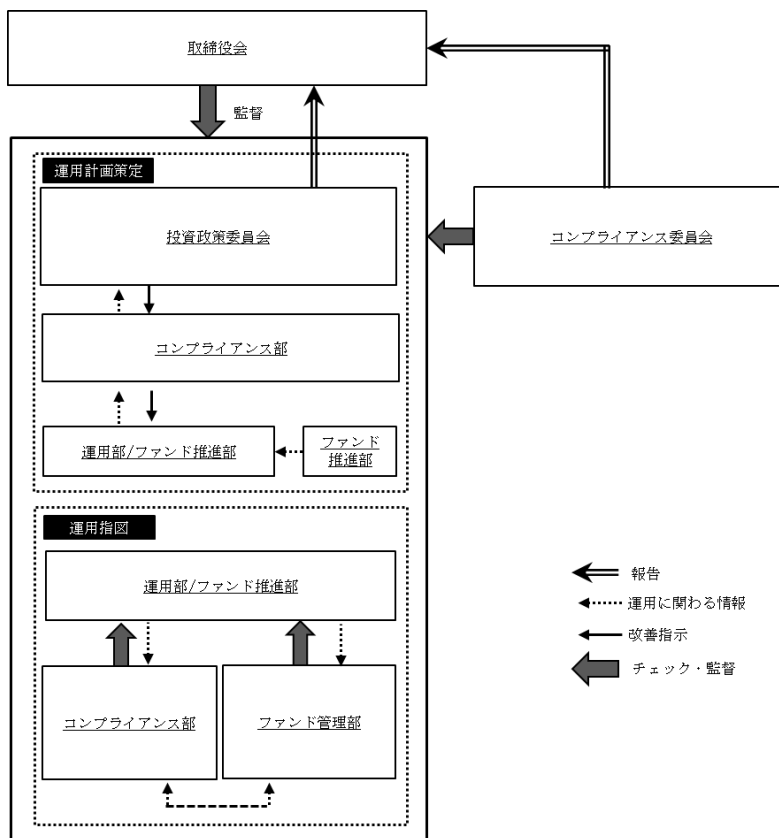 取締役会
監督
運用計画策定
投資政策委員会
コンプライアンス委員会
コンプライアンス部
運用部/ファンド推進部
ファンド
推進部
運用指図
運用部/ファンド推進部
コンプライアンス部
ファンド管理部
報告
運用に関わる情報
改善指示
チェック・監督